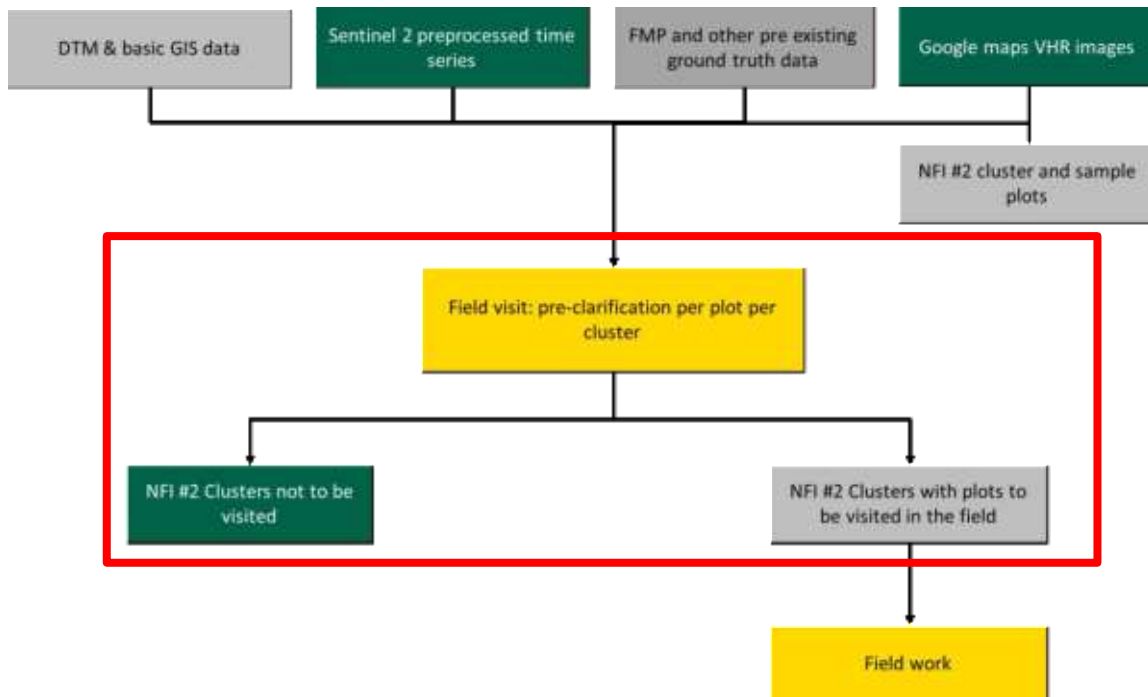 DTM & basic GIS data
Sentinel 2 preprocessed time
series
FMP and other pre existing
ground truth data
Google maps VHR images
NFI #2 cluster and sample
plots
Field visit: pre-clarification per plot per
cluster
NFI #2 Clusters not to be
visited
NFI #2 Clusters with plots to
be visited in the field
Field work